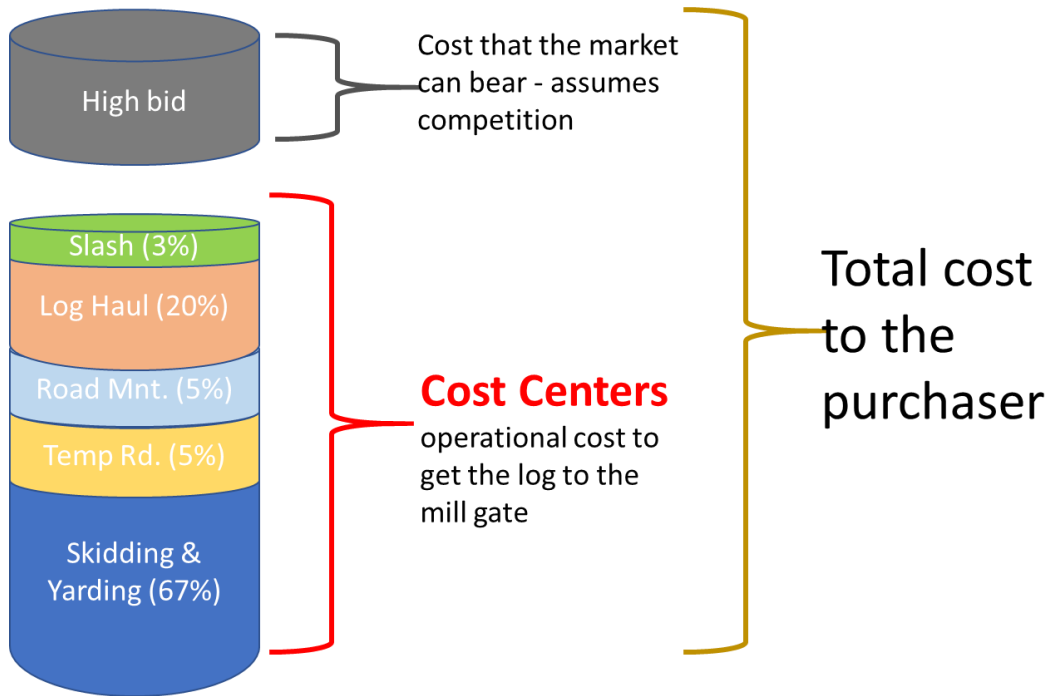 High bid
Cost that the market
can bear - assumes
competition
Slash (3%)
Log Haul (20%)
Road Mnt. (5%)
Temp Rd. (5%)
Skidding &
Yarding (67%)
Cost Centers
operational cost to
get the log to the
mill gate
Total cost
to the
purchaser